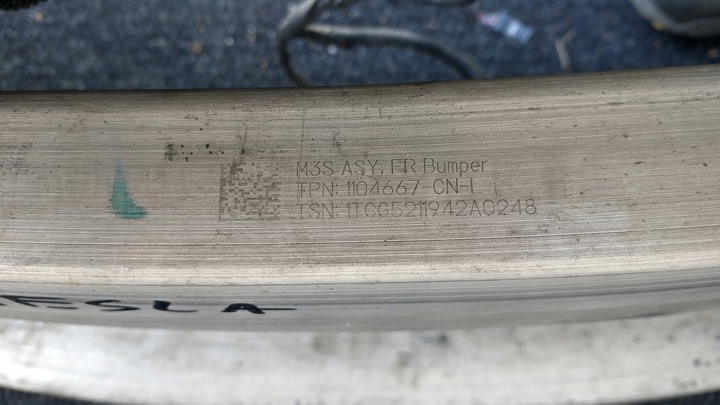 M3S ASY, FR Bumper
TPN: 1104667-CN-I
TSN: 1TCG5211942A0248
TESLA